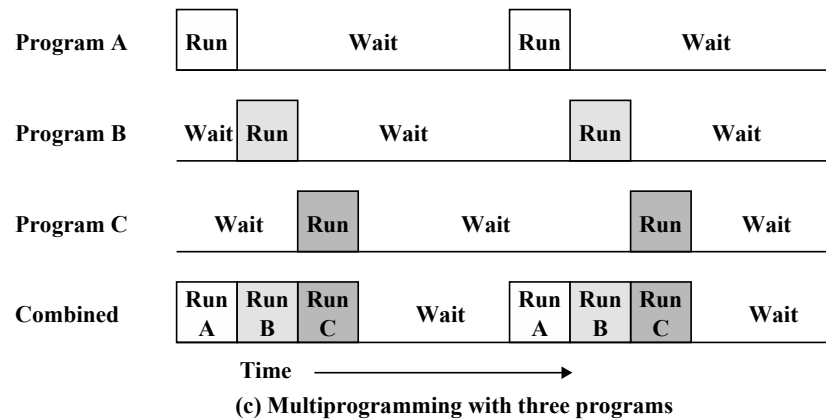 Program A Run Wait Run Wait
Program B Wait Run Wait Run Wait
Program C Wait Run Wait Run Wait
Combined Run A Run B Run C Wait Run A Run B Run C Wait
Time
(c) Multiprogramming with three programs